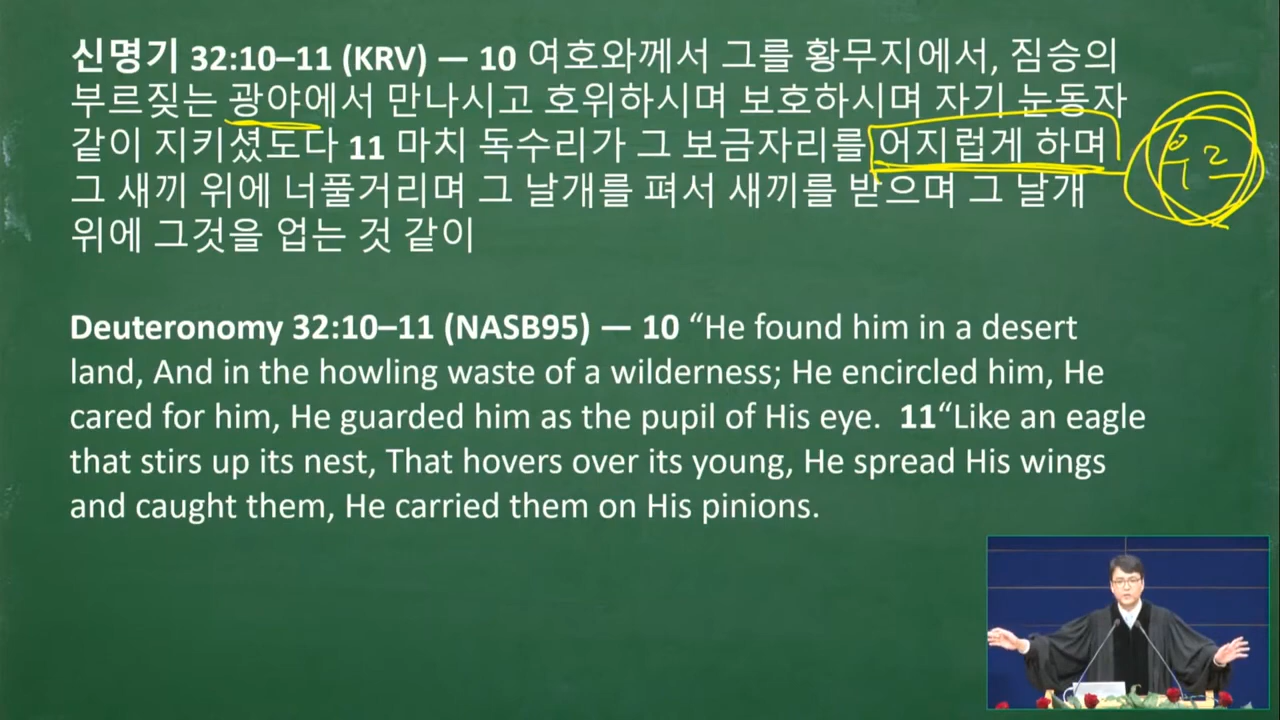 신명기 32:10–11 (KRV) — 10 여호와께서 그를 황무지에서, 짐승의
부르짖는 광야에서 만나시고 호위하시며 보호하시며 자기 눈동자
같이 지키셨도다 11 마치 독수리가 그 보금자리를 어지럽게 하며
그 새끼 위에 너풀거리며 그 날개를 펴서 새끼를 받으며 그 날개
위에 그것을 업는 것 같이
Deuteronomy 32:10–11 (NASB95) — 10 “He found him in a desert
land, And in the howling waste of a wilderness; He encircled him, He
cared for him, He guarded him as the pupil of His eye. 11“Like an eagle
that stirs up its nest, That hovers over its young, He spread His wings
and caught them, He carried them on His pinions.